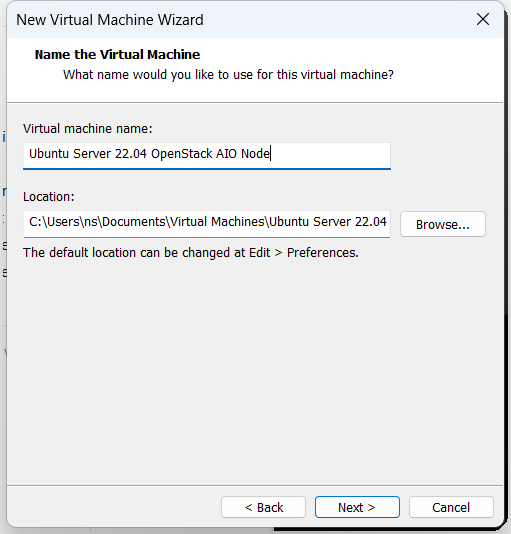 New Virtual Machine Wizard
Name the Virtual Machine
What name would you like to use for this virtual machine?
Virtual machine name:
Ubuntu Server 22.04 OpenStack AIO Node
Location:
C:\Users\ns\Documents\Virtual Machines\Ubuntu Server 22.04
Browse...
The default location can be changed at Edit > Preferences.
< Back
Next >
Cancel